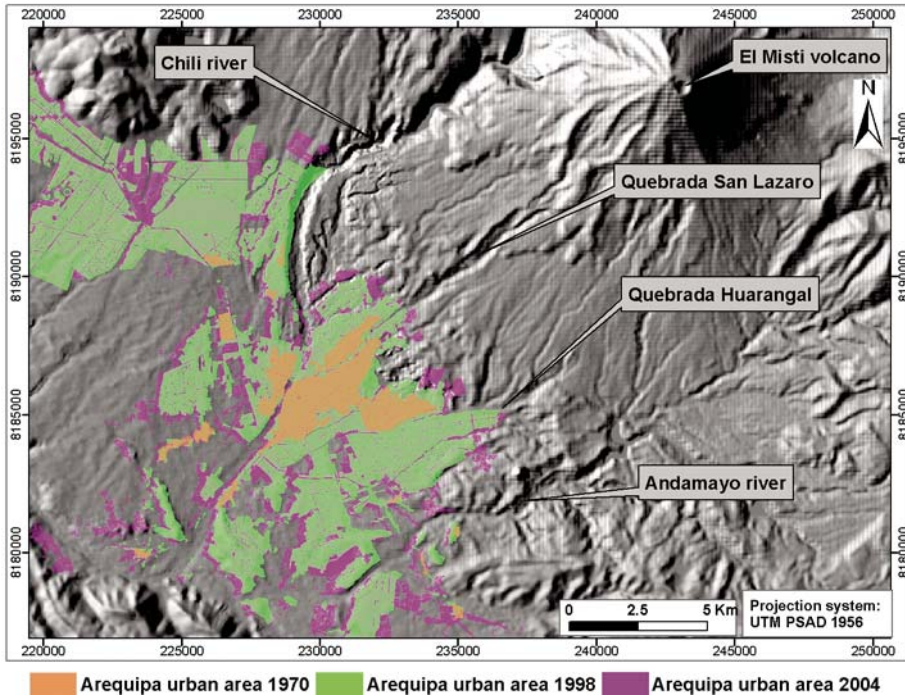 220000 225000 230000 235000 240000 245000 250000
Chili river
El Misti volcano
N
8195000 8195000
Quebrada San Lazaro
8190000 8190000
Quebrada Huarangal
8185000 8185000
Andamayo river
8180000 8180000
0 2.5 5 Km
Projection system:
UTM PSAD 1956
220000 225000 230000 235000 240000 245000 250000
Arequipa urban area 1970 Arequipa urban area 1998 Arequipa urban area 2004